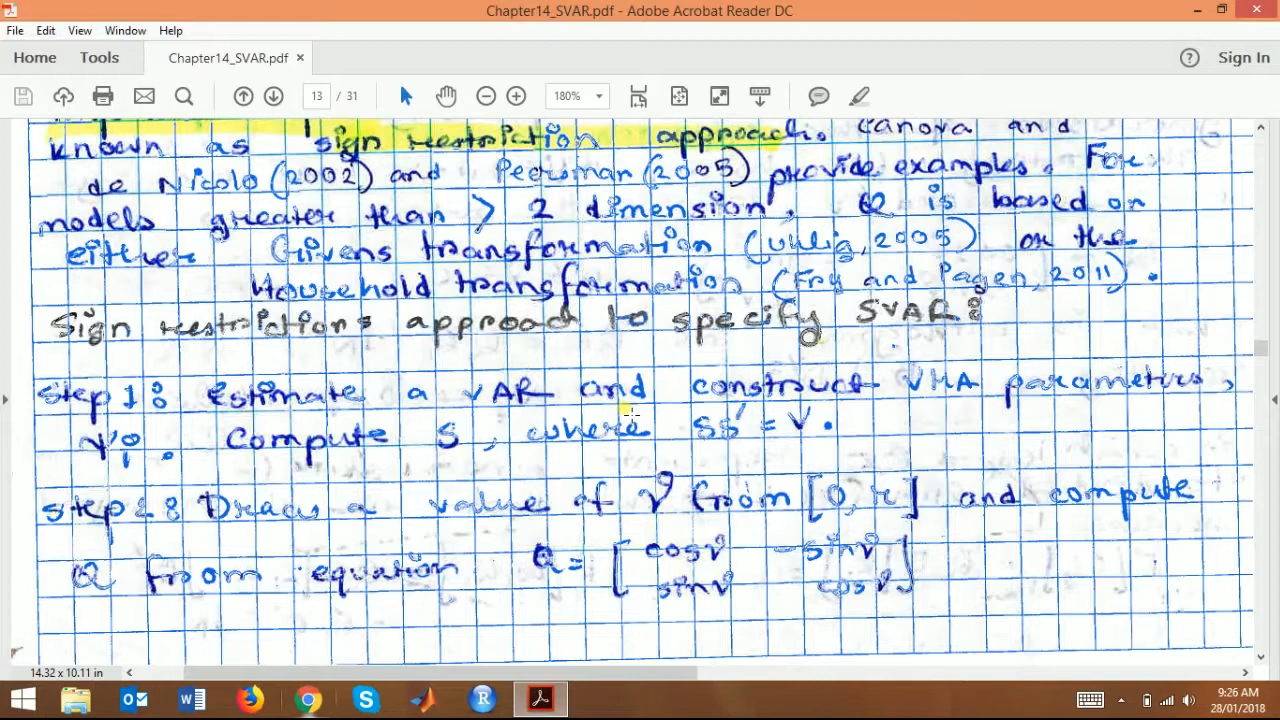 Chapter14_SVAR.pdf - Adobe Acrobat Reader DC
File Edit View Window Help
Home Tools Chapter14_SVAR.pdf × Sign In
13 / 31 180%
known as sign restriction approach. Canova and
de Nicolo (2002) and Peersman (2005) provide examples. For
models greater than > 2 dimension, Q is based on
either Givens transformation (Uhlig, 2005) or the
Household transformation (Fry and Pagen, 2011).
Sign restrictions approach to specify SVAR:
Step 1: Estimate a VAR and construct VMA parameters,
Ψi. Compute S, where SS' = V.
Step 2: Draw a value of ϑ from [0, π] and compute
Q from equation Q = [ cosϑ -sinϑ
sinϑ cosϑ ]
14.32 x 10.11 in
9:26 AM
28/01/2018